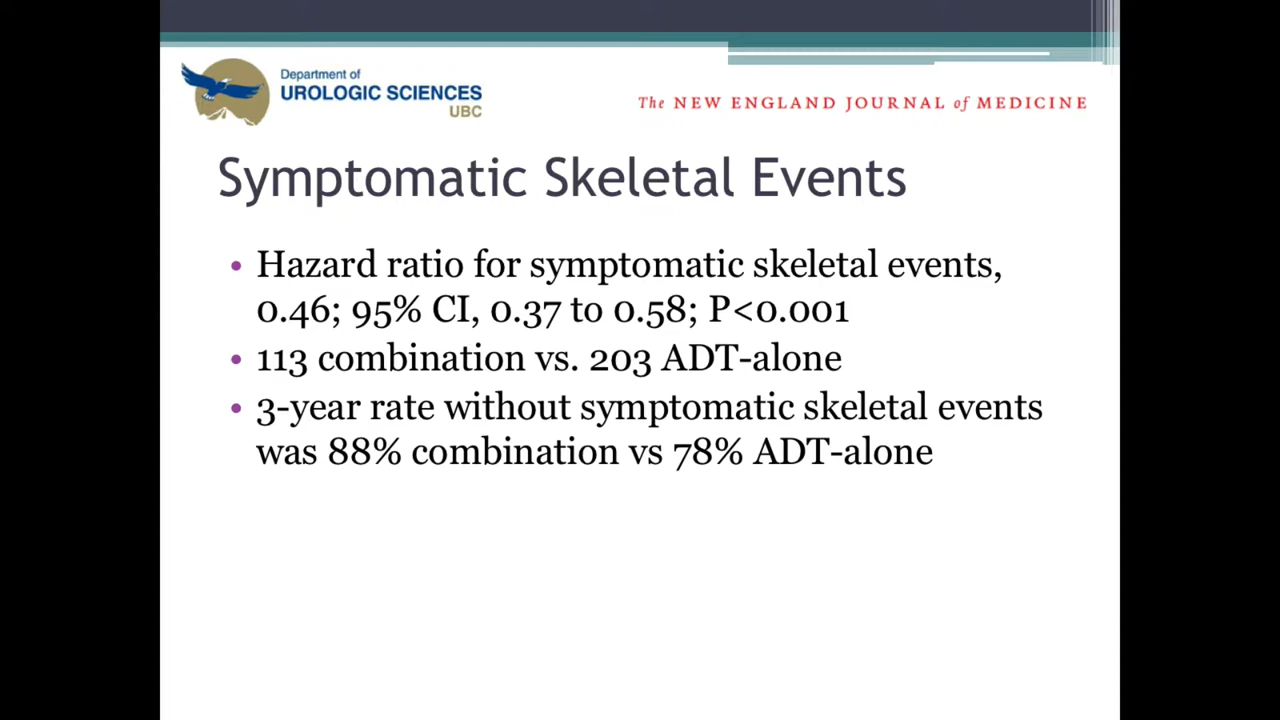 Department of
UROLOGIC SCIENCES
UBC
The NEW ENGLAND JOURNAL of MEDICINE
Symptomatic Skeletal Events
• Hazard ratio for symptomatic skeletal events,
0.46; 95% CI, 0.37 to 0.58; P<0.001
• 113 combination vs. 203 ADT-alone
• 3-year rate without symptomatic skeletal events
was 88% combination vs 78% ADT-alone